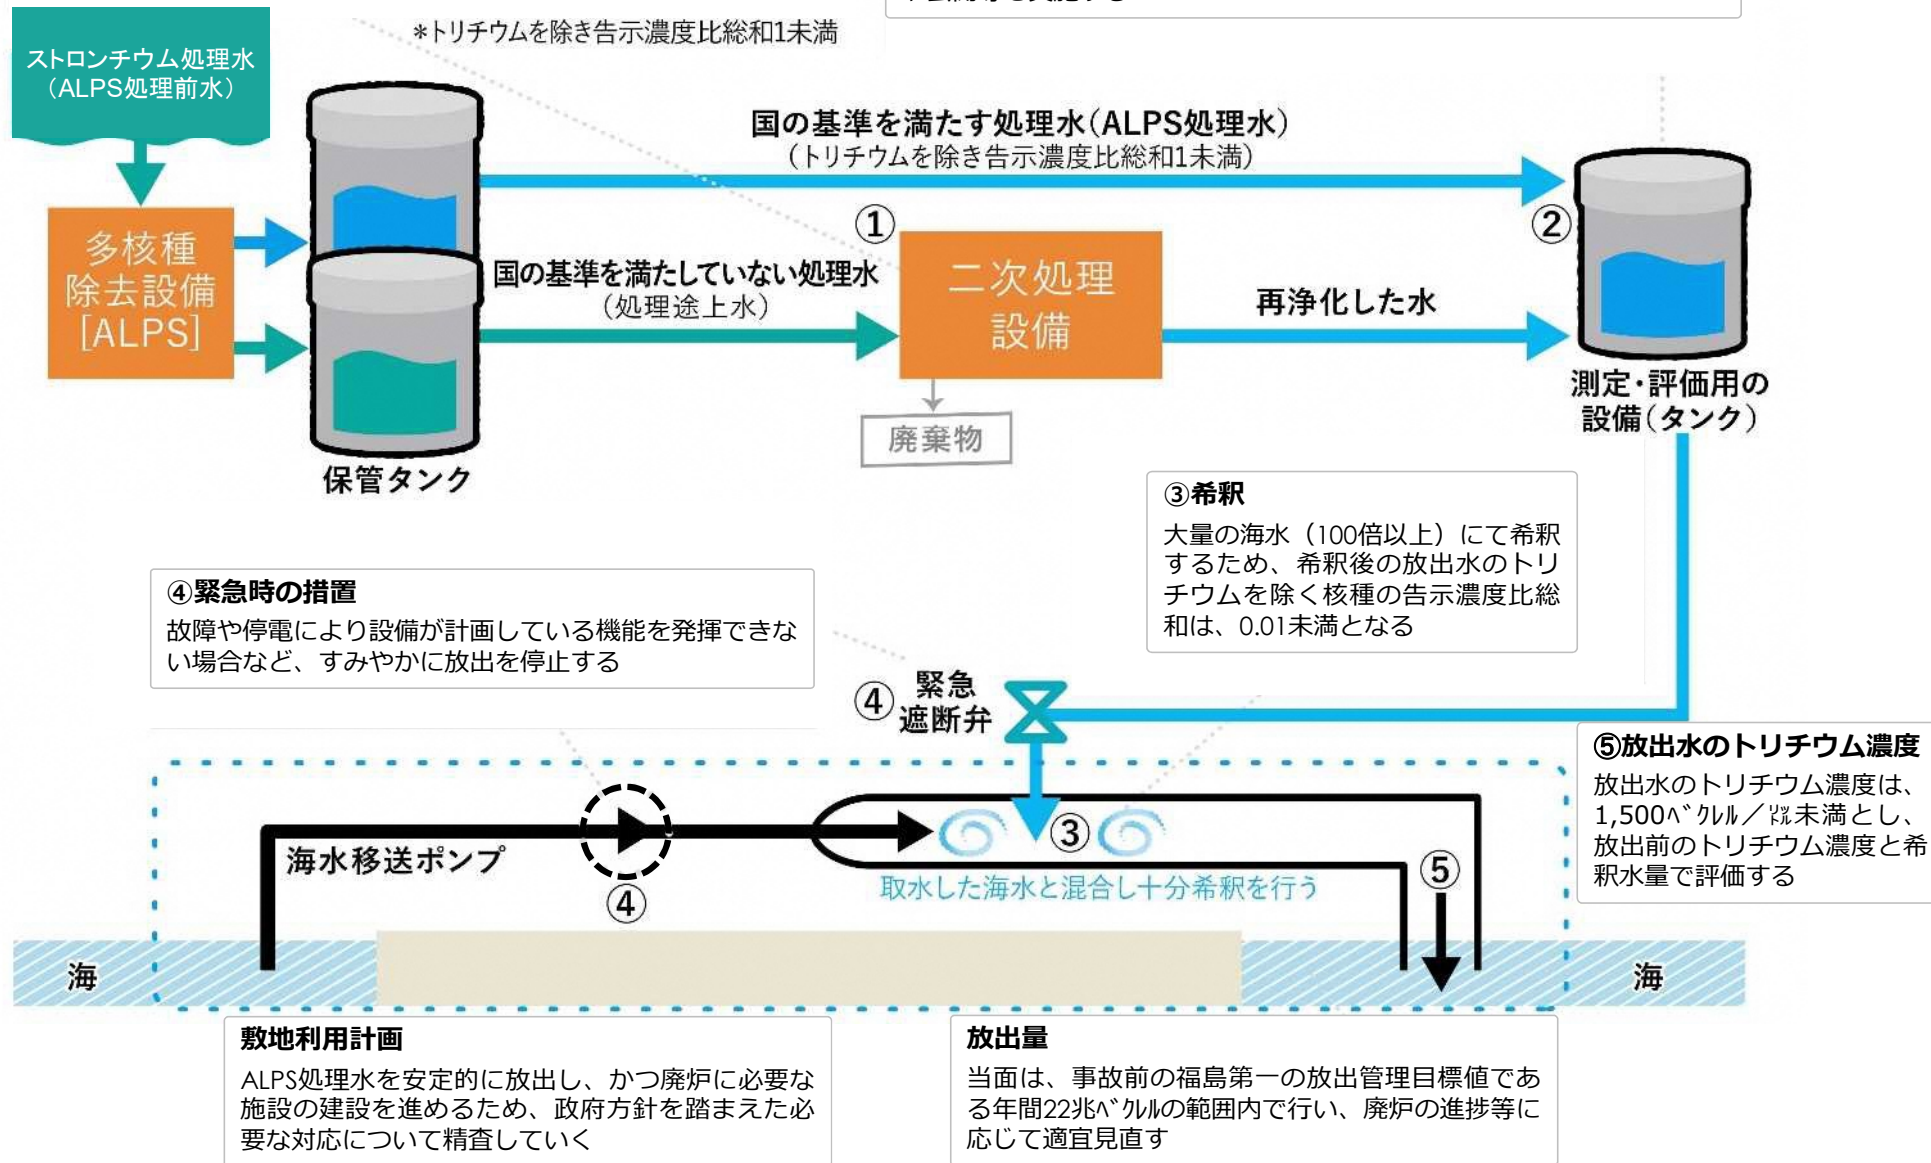 *トリチウムを除き告示濃度比総和1未満
ストロンチウム処理水
(ALPS処理前水)
国の基準を満たす処理水(ALPS処理水)
(トリチウムを除き告示濃度比総和1未満)
①
②
多核種
除去設備
[ALPS]
国の基準を満たしていない処理水
(処理途上水)
二次処理
設備
再浄化した水
測定・評価用の
設備(タンク)
廃棄物
保管タンク
③希釈
大量の海水（100倍以上）にて希釈
するため、希釈後の放出水のトリ
チウムを除く核種の告示濃度比総
和は、0.01未満となる
④緊急時の措置
故障や停電により設備が計画している機能を発揮できな
い場合など、すみやかに放出を停止する
④
緊急
遮断弁
⑤放出水のトリチウム濃度
放出水のトリチウム濃度は、
1,500ﾍﾞｸﾚﾙ／㍑未満とし、
放出前のトリチウム濃度と希
釈水量で評価する
海水移送ポンプ
③
④
取水した海水と混合し十分希釈を行う
⑤
海
海
敷地利用計画
ALPS処理水を安定的に放出し、かつ廃炉に必要な
施設の建設を進めるため、政府方針を踏まえた必
要な対応について精査していく
放出量
当面は、事故前の福島第一の放出管理目標値であ
る年間22兆ﾍﾞｸﾚﾙの範囲内で行い、廃炉の進捗等に
応じて適宜見直す